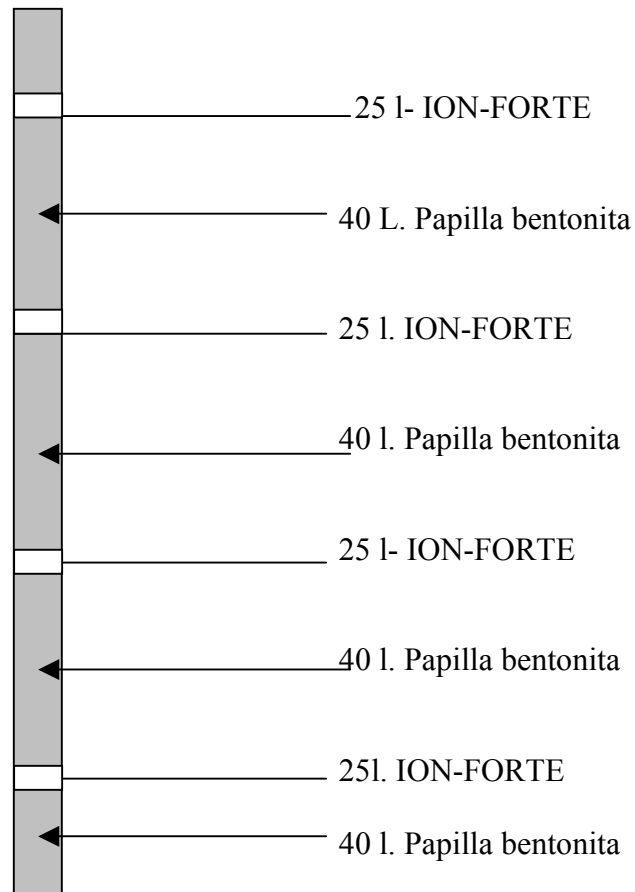 25 l- ION-FORTE
40 L. Papilla bentonita
25 l. ION-FORTE
40 l. Papilla bentonita
25 l- ION-FORTE
40 l. Papilla bentonita
25l. ION-FORTE
40 l. Papilla bentonita